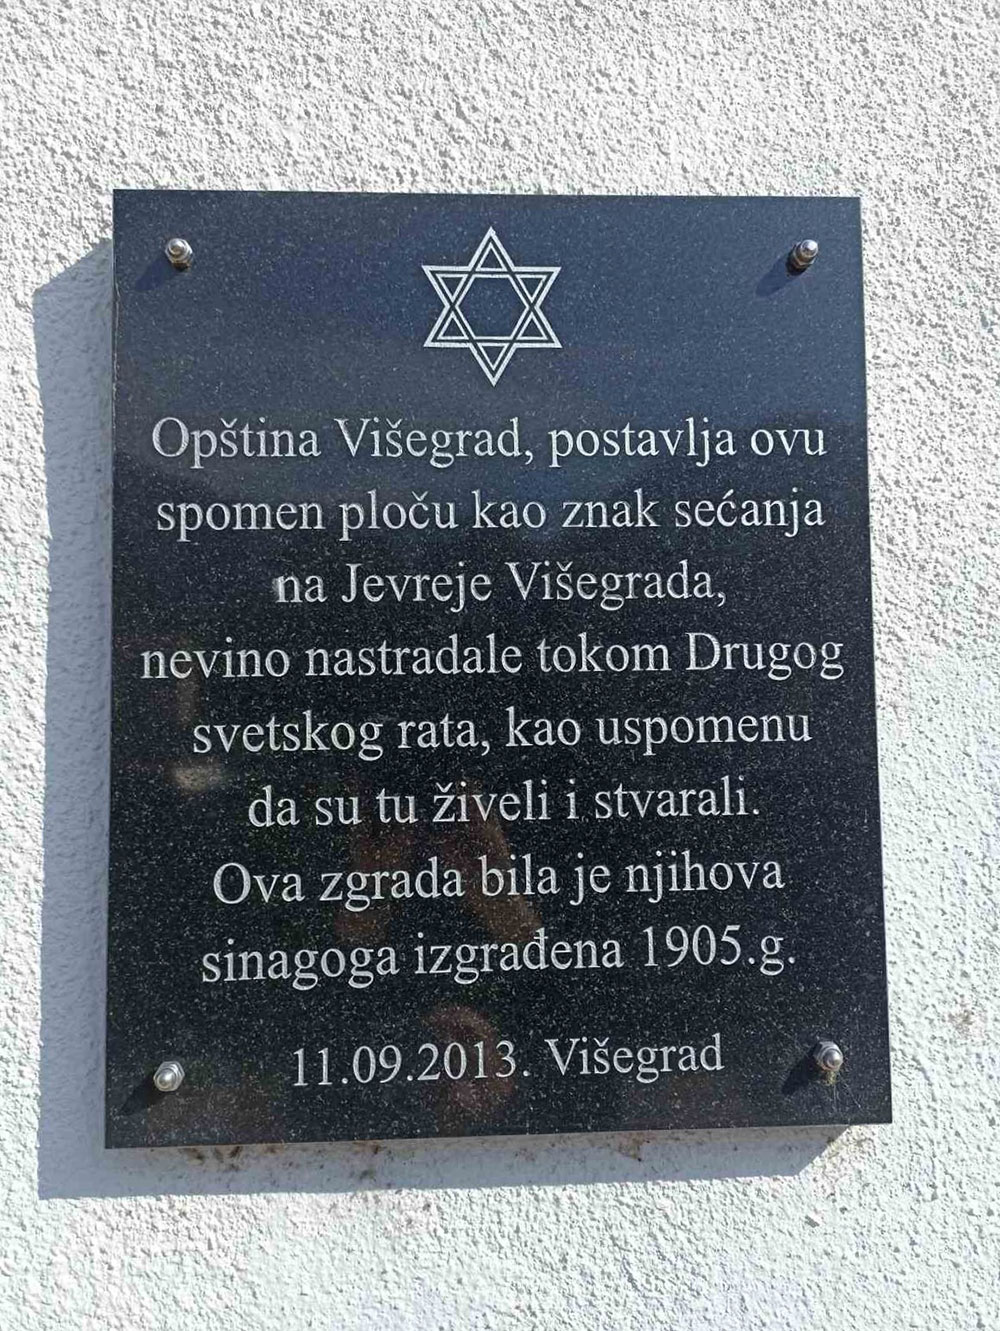 Opština Višegrad, postavlja ovu
spomen ploču kao znak sećanja
na Jevreje Višegrada,
nevino nastradale tokom Drugog
svetskog rata, kao uspomenu
da su tu živeli i stvarali.
Ova zgrada bila je njihova
sinagoga izgrađena 1905.g.
11.09.2013. Višegrad